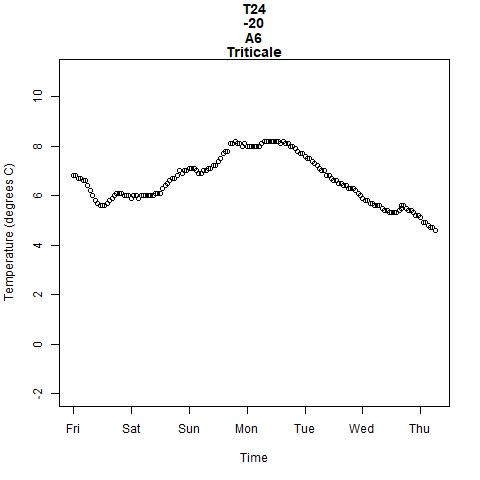 T24
-20
A6
Triticale
Temperature (degrees C)
10
8
6
4
2
0
-2
Fri Sat Sun Mon Tue Wed Thu
Time